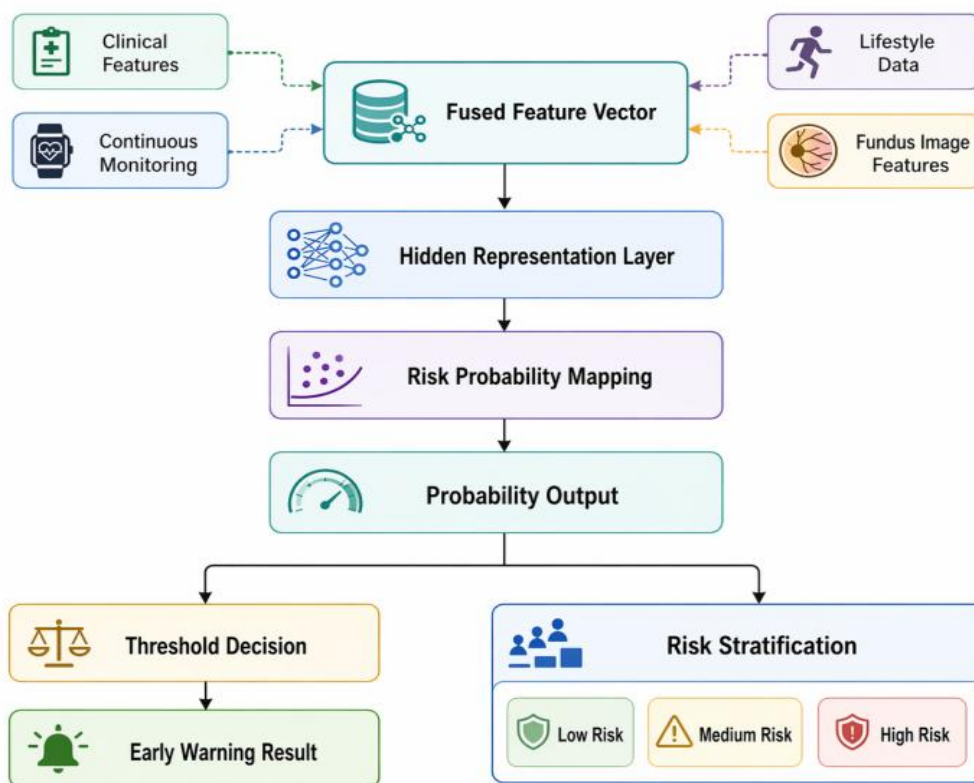 Clinical
Features
Lifestyle
Data
Fused Feature Vector
Continuous
Monitoring
Fundus Image
Features
Hidden Representation Layer
Risk Probability Mapping
Probability Output
Threshold Decision
Risk Stratification
Low Risk
Medium Risk
High Risk
Early Warning Result